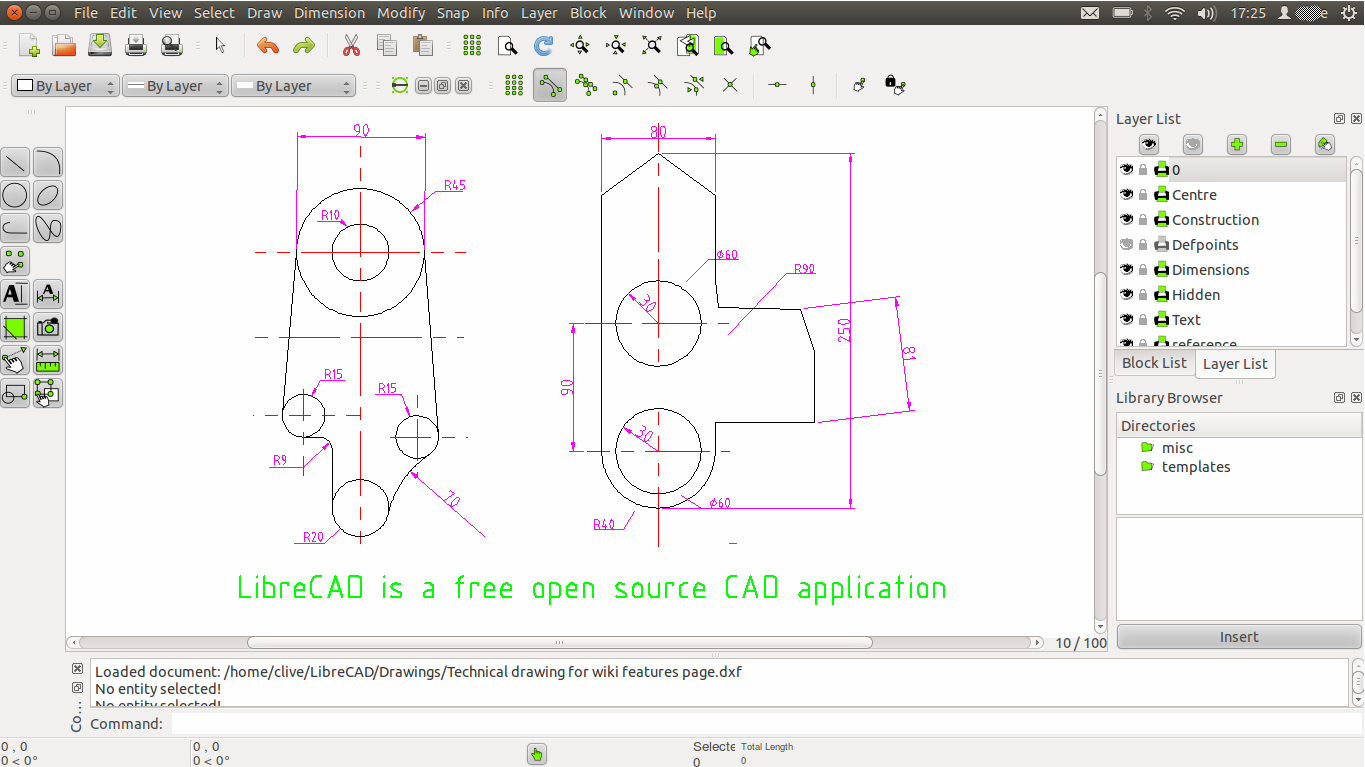 File Edit View Select Draw Dimension Modify Snap Info Layer Block Window Help 17:25
By Layer By Layer By Layer
Layer List
0
Centre
Construction
Defpoints
Dimensions
Hidden
Text
reference
Block List Layer List
Library Browser
Directories
misc
templates
Insert
90
R45
R10
R15
R15
R9
70
R20
80
ø60
R90
30
250
81
90
30
ø60
R40
LibreCAD is a free open source CAD application
10 / 100
Loaded document: /home/clive/LibreCAD/Drawings/Technical drawing for wiki features page.dxf
No entity selected!
No entity selected!
Co...
Command:
0 , 0 0 , 0 Selecte Total Length
0 < 0° 0 < 0° 0 0